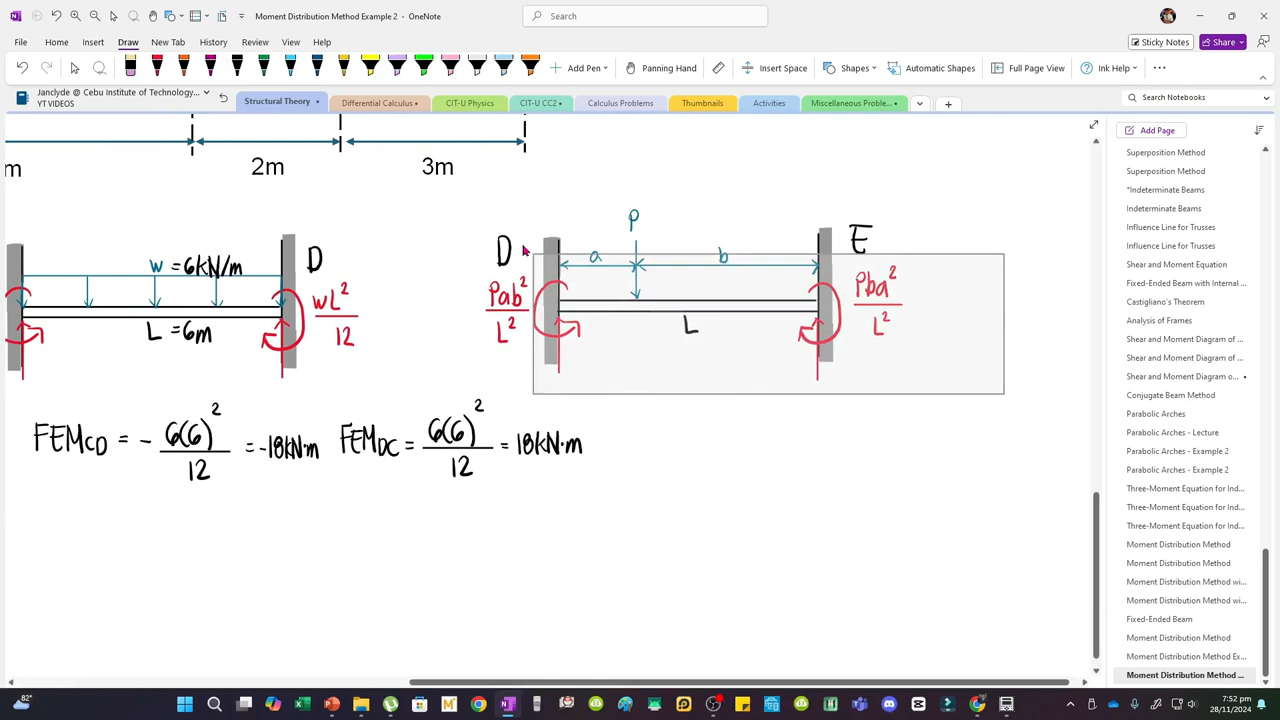 Moment Distribution Method Example 2 - OneNote
Search
File Home Insert Draw New Tab History Review View Help
Sticky Notes
Share
Add Pen
Panning Hand
Insert Space
Shapes
Automatic Shapes
Full Page View
Ink Help
Janclyde @ Cebu Institute of Technology...
YT VIDEOS
Structural Theory
Differential Calculus
CIT-U Physics
CIT-U CC2
Calculus Problems
Thumbnails
Activities
Miscellaneous Proble...
Search Notebooks
Add Page
Superposition Method
Superposition Method
*Indeterminate Beams
Indeterminate Beams
Influence Line for Trusses
Influence Line for Trusses
Shear and Moment Equation
Fixed-Ended Beam with Internal ...
Castigliano's Theorem
Analysis of Frames
Shear and Moment Diagram of ...
Shear and Moment Diagram of ...
Shear and Moment Diagram o...
Conjugate Beam Method
Parabolic Arches
Parabolic Arches - Lecture
Parabolic Arches - Example 2
Parabolic Arches - Example 2
Three-Moment Equation for Ind...
Three-Moment Equation for Ind...
Three-Moment Equation for Ind...
Moment Distribution Method
Moment Distribution Method
Moment Distribution Method wi...
Moment Distribution Method wi...
Fixed-Ended Beam
Moment Distribution Method
Moment Distribution Method Ex...
Moment Distribution Method ...
m 2m 3m
w = 6kN/m
D
wL²
12
L = 6m
P
D
a b
E
Pab²
L²
Pba²
L²
L
FEMCD = - 6(6)²/12 = -18kN·m FEMDC = 6(6)²/12 = 18kN·m
82°
7:52 pm
28/11/2024